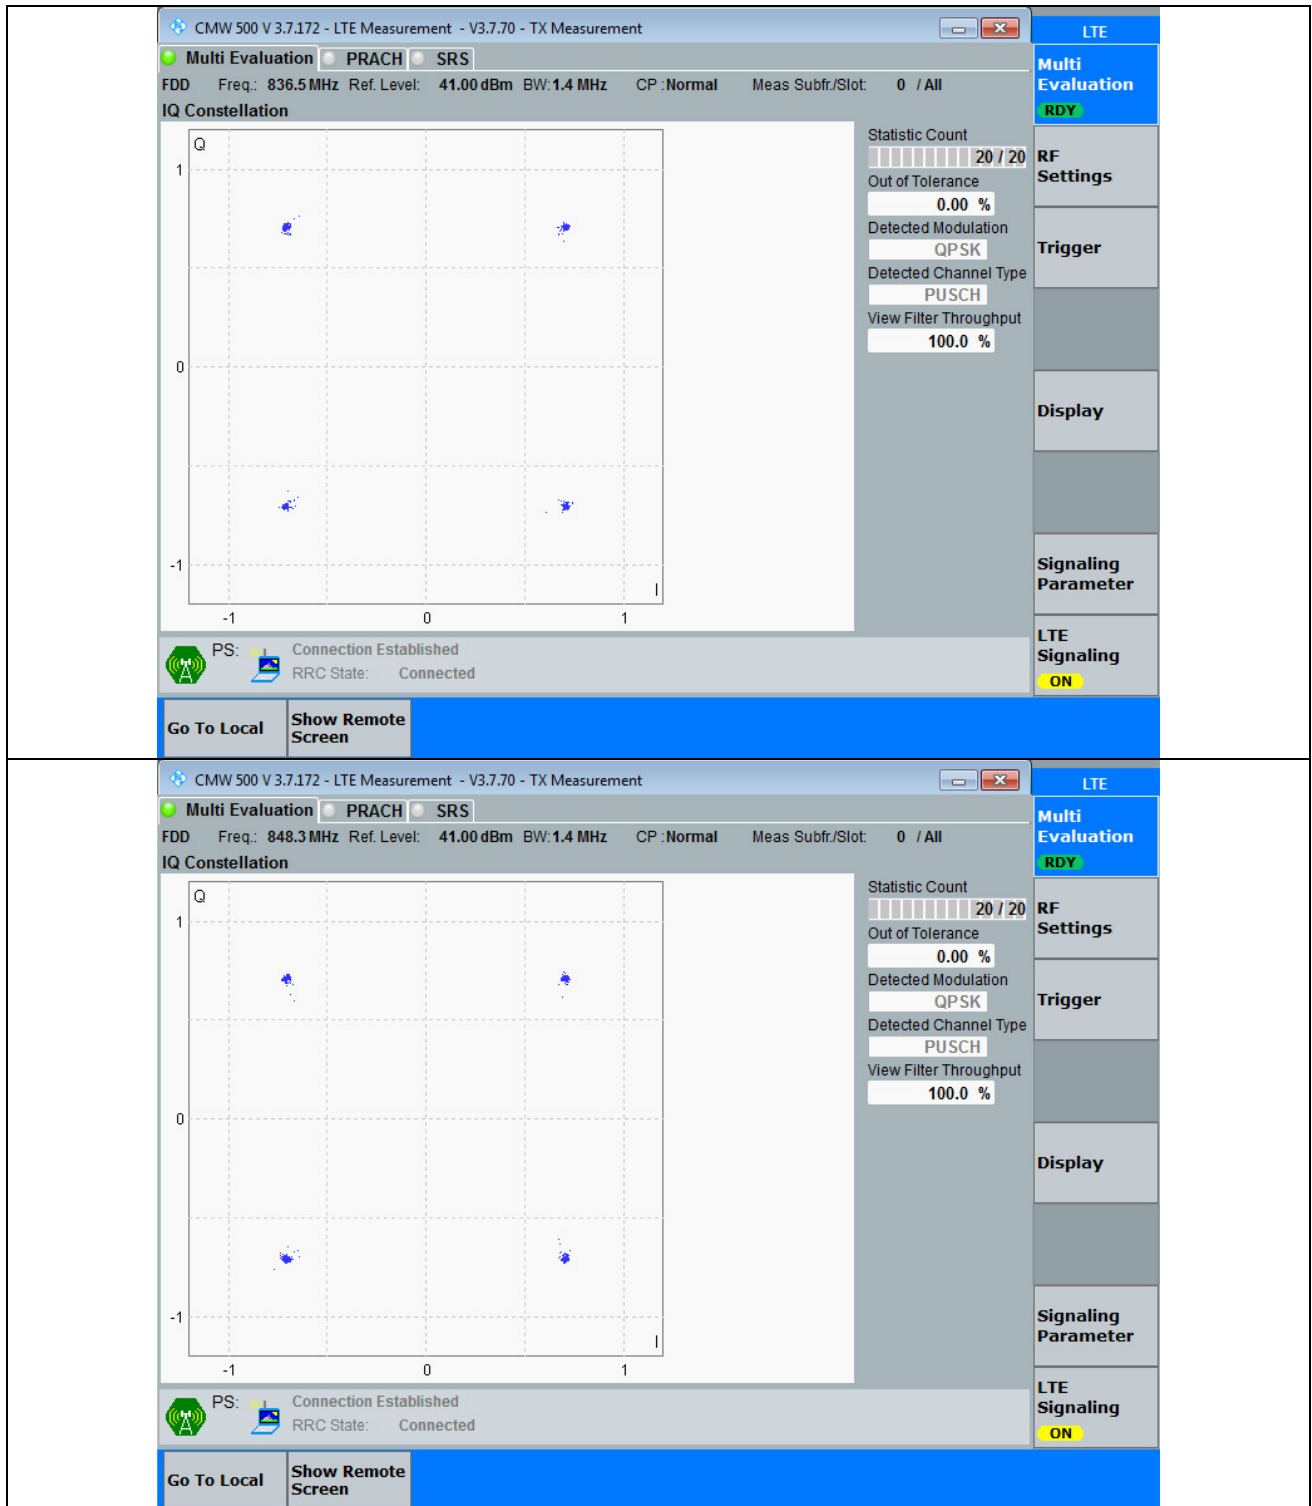 CMW 500 V 3.7.172 - LTE Measurement - V3.7.70 - TX Measurement
LTE
Multi Evaluation PRACH SRS
Multi
Evaluation
RDY
FDD Freq.: 836.5 MHz Ref. Level: 41.00 dBm BW: 1.4 MHz CP : Normal Meas Subfr./Slot: 0 / All
IQ Constellation
Q
1
0
-1
I
-1 0 1
Statistic Count
20 / 20
Out of Tolerance
0.00 %
Detected Modulation
QPSK
Detected Channel Type
PUSCH
View Filter Throughput
100.0 %
RF
Settings
Trigger
Display
Signaling
Parameter
LTE
Signaling
ON
PS: Connection Established
RRC State: Connected
Go To Local
Show Remote
Screen
CMW 500 V 3.7.172 - LTE Measurement - V3.7.70 - TX Measurement
LTE
Multi Evaluation PRACH SRS
Multi
Evaluation
RDY
FDD Freq.: 848.3 MHz Ref. Level: 41.00 dBm BW: 1.4 MHz CP : Normal Meas Subfr./Slot: 0 / All
IQ Constellation
Q
1
0
-1
I
-1 0 1
Statistic Count
20 / 20
Out of Tolerance
0.00 %
Detected Modulation
QPSK
Detected Channel Type
PUSCH
View Filter Throughput
100.0 %
RF
Settings
Trigger
Display
Signaling
Parameter
LTE
Signaling
ON
PS: Connection Established
RRC State: Connected
Go To Local
Show Remote
Screen